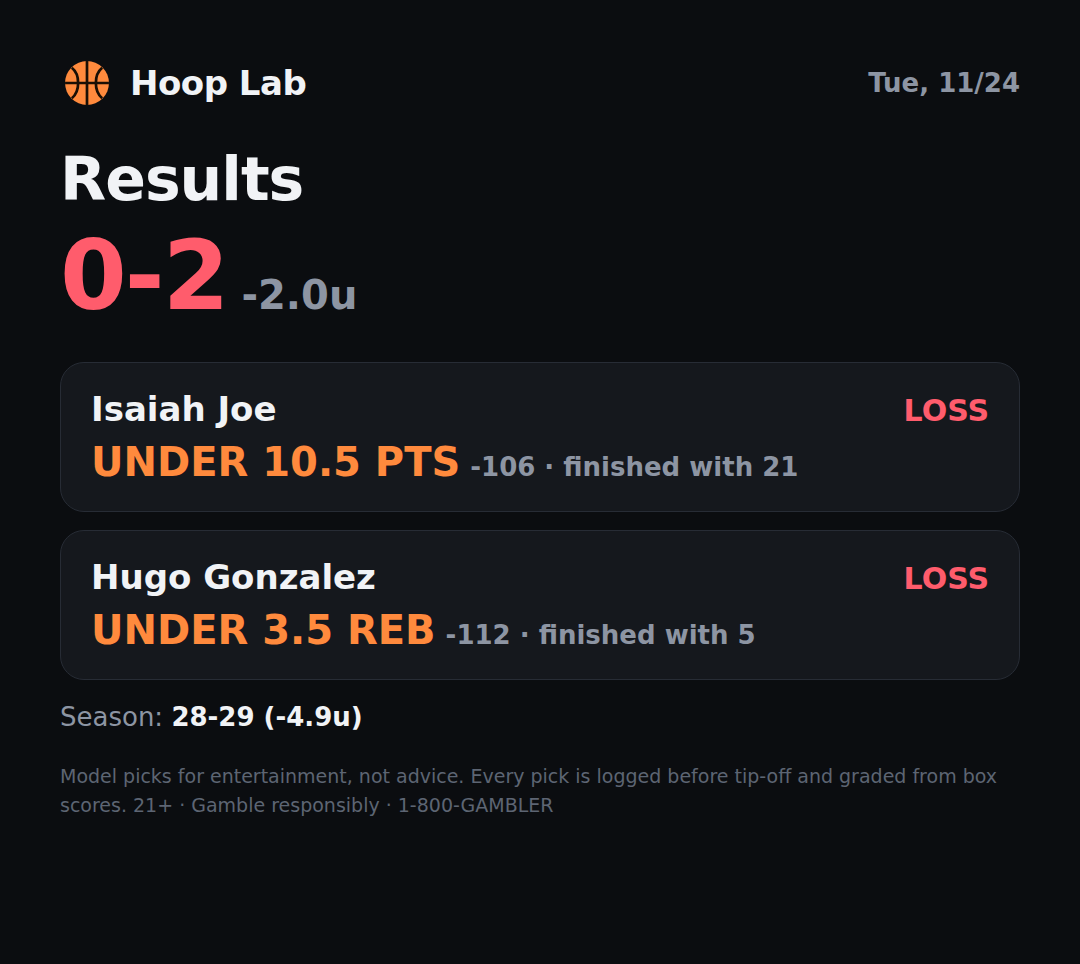 Hoop Lab
Tue, 11/24
Results
0-2 -2.0u
Isaiah Joe
LOSS
UNDER 10.5 PTS -106 · finished with 21
Hugo Gonzalez
LOSS
UNDER 3.5 REB -112 · finished with 5
Season: 28-29 (-4.9u)
Model picks for entertainment, not advice. Every pick is logged before tip-off and graded from box
scores. 21+ · Gamble responsibly · 1-800-GAMBLER